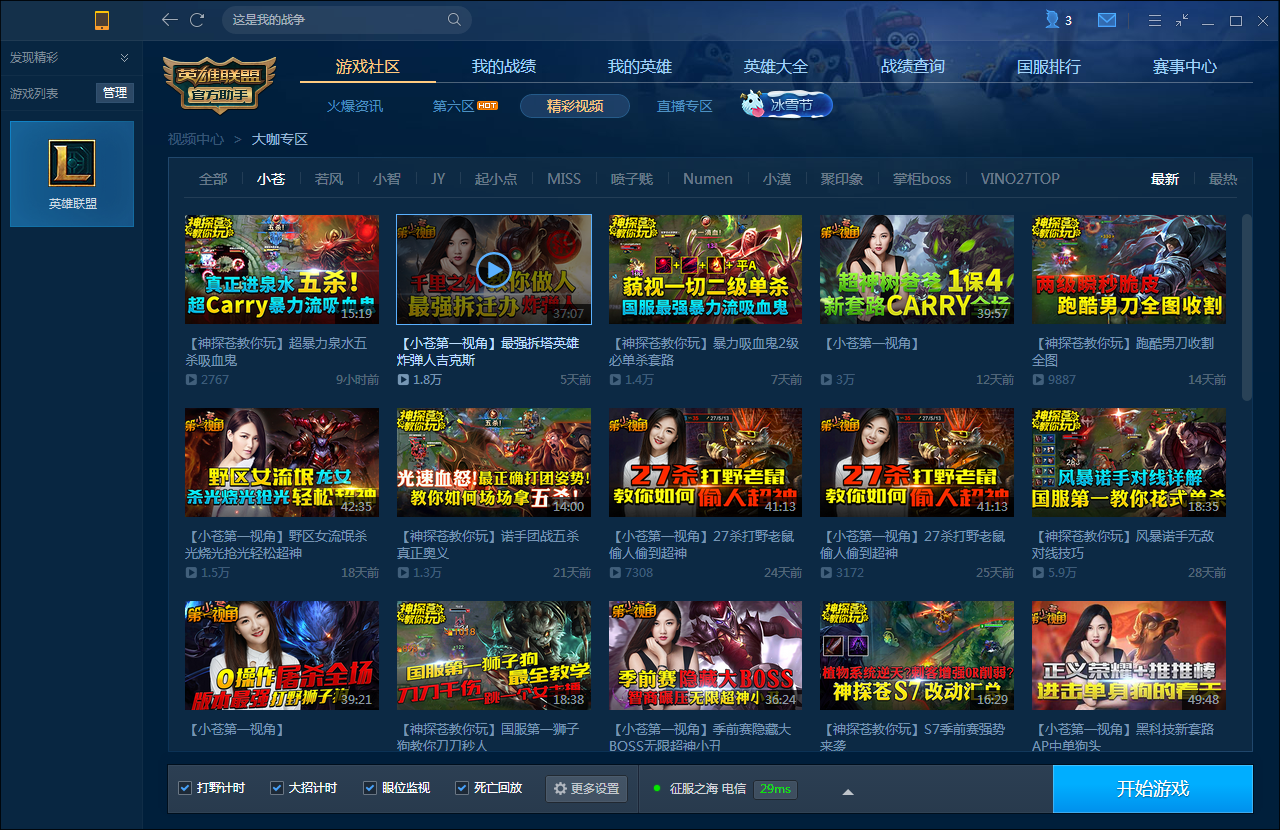 这是我的战争
3
发现精彩
游戏列表
管理
英雄联盟
英雄联盟
官方助手
游戏社区
我的战绩
我的英雄
英雄大全
战绩查询
国服排行
赛事中心
火爆资讯
第六区 HOT
精彩视频
直播专区
冰雪节
视频中心 > 大咖专区
全部
小苍
若风
小智
JY
起小点
MISS
喷子贱
Numen
小漠
聚印象
掌柜boss
VINO27TOP
最新
最热
神探苍教你玩
五杀!
真正进泉水 五杀!
超Carry暴力流吸血鬼
15:19
第一视角
千里之外
你做人
最强拆迁办
37:07
神探苍教你玩
第一滴血!
+平A
藐视一切二级单杀
国服最强暴力流吸血鬼
第一视角
超神树爸爸 1保4
新套路CARRY全场
39:57
神探苍教你玩
两级瞬秒脆皮
跑酷男刀全图收割
【神探苍教你玩】超暴力泉水五
杀吸血鬼
2767
9小时前
【小苍第一视角】最强拆塔英雄
炸弹人吉克斯
1.8万
5天前
【神探苍教你玩】暴力吸血鬼2级
必单杀套路
1.4万
7天前
【小苍第一视角】
3万
12天前
【神探苍教你玩】跑酷男刀收割
全图
9887
14天前
第一视角
野区女流氓龙女
杀光烧光抢光 轻松超神
42:35
神探苍教你玩
五杀!
光速血怒!最正确打团姿势!
教你如何场场拿五杀!
14:00
第一视角
27杀打野老鼠
教你如何偷人超神
41:13
第一视角
27杀打野老鼠
教你如何偷人超神
41:13
神探苍教你玩
风暴诺手对线详解
国服第一教你花式单杀
18:35
【小苍第一视角】野区女流氓杀
光烧光抢光轻松超神
1.5万
18天前
【神探苍教你玩】诺手团战五杀
真正奥义
1.3万
21天前
【小苍第一视角】27杀打野老鼠
偷人偷到超神
7308
24天前
【小苍第一视角】27杀打野老鼠
偷人偷到超神
3172
25天前
【神探苍教你玩】风暴诺手无敌
对线技巧
5.9万
28天前
第一视角
0操作屠杀全场
版本最强打野狮子狗
39:21
神探苍教你玩
国服第一狮子狗
最全教学
刀刀千伤
18:38
第一视角
季前赛隐藏大BOSS
智商碾压无限超神小丑
36:24
神探苍教你玩
植物系统逆天?刺客增强OR削弱?
神探苍S7改动汇总
16:29
第一视角
正义荣耀+推推棒
进击单身狗的春天
49:48
【小苍第一视角】
【神探苍教你玩】国服第一狮子
狗教你刀刀秒人
【小苍第一视角】季前赛隐藏大
BOSS无限超神小丑
【神探苍教你玩】S7季前赛强势
来袭
【小苍第一视角】黑科技新套路
AP中单狗头
打野计时
大招计时
眼位监视
死亡回放
更多设置
征服之海 电信
29ms
开始游戏